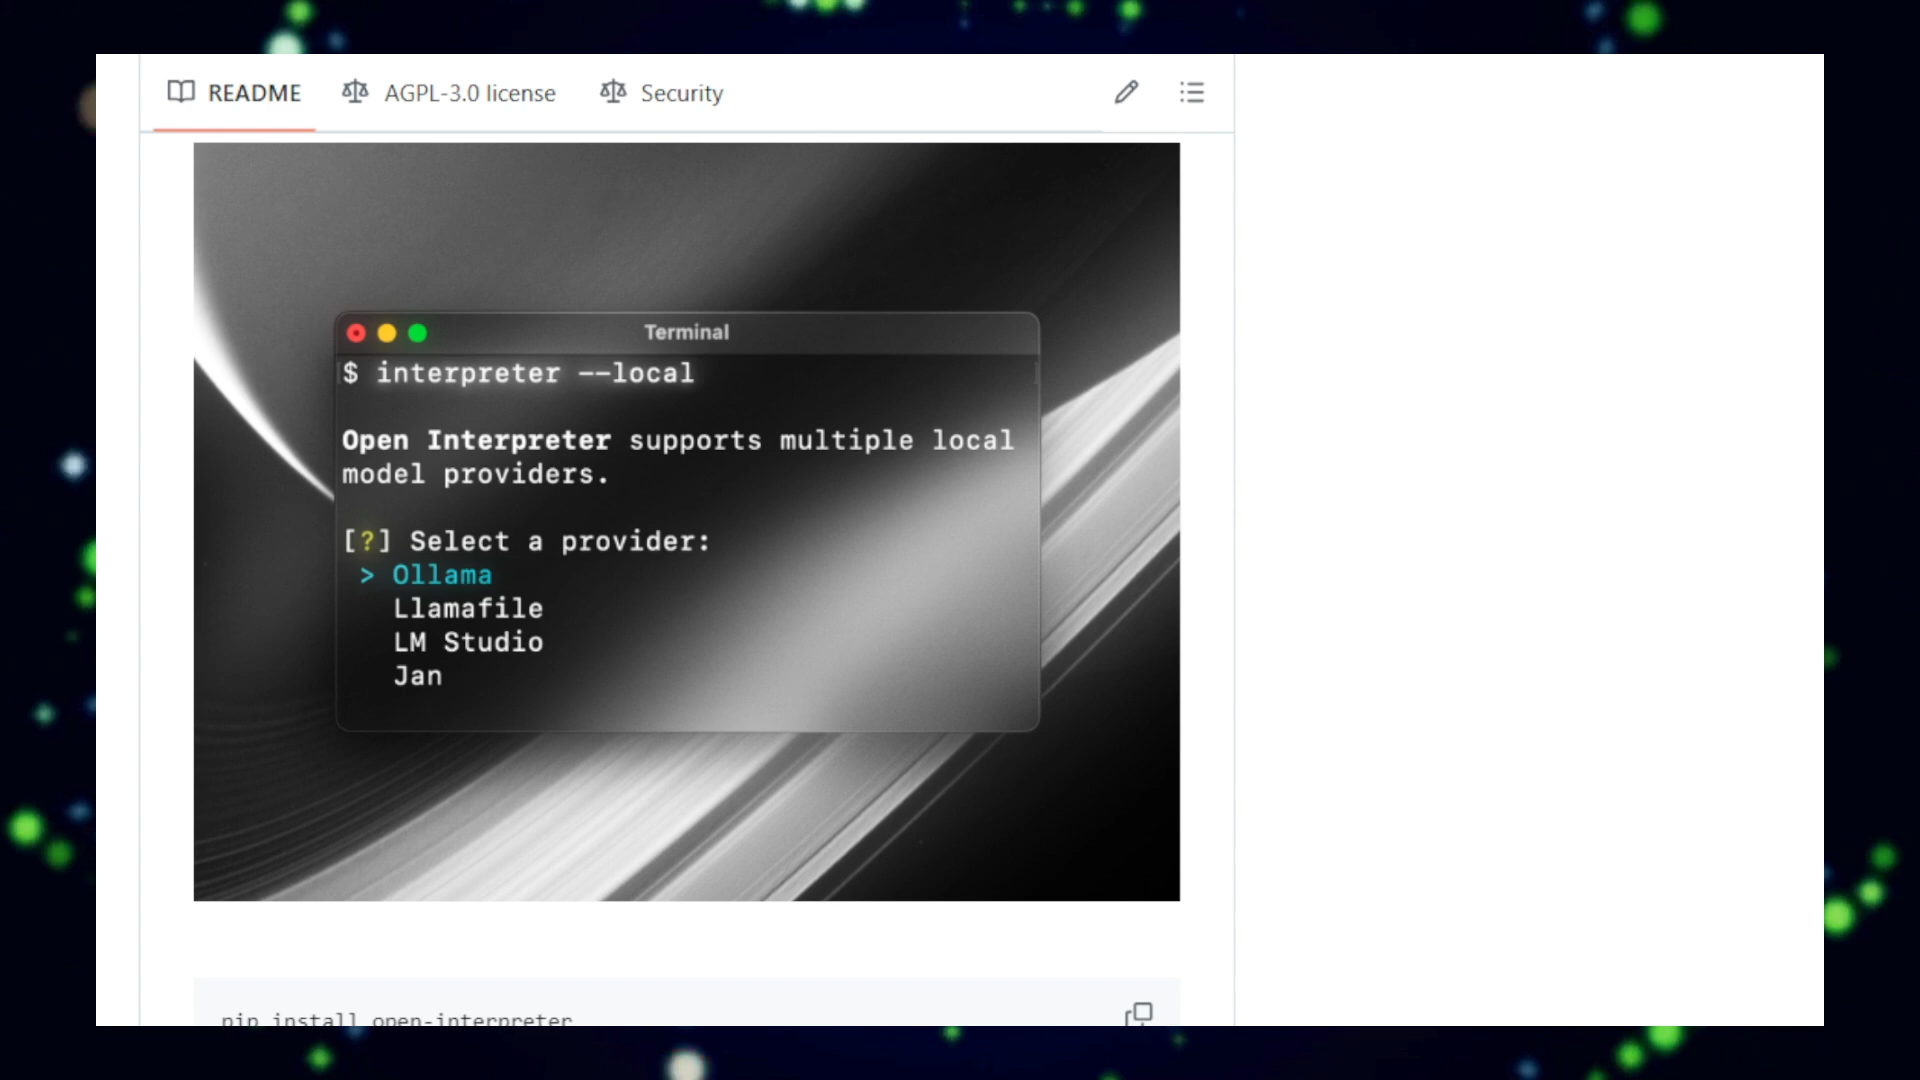 README AGPL-3.0 license Security
Terminal
$ interpreter --local
Open Interpreter supports multiple local
model providers.
[?] Select a provider:
> Ollama
Llamafile
LM Studio
Jan
pip install open-interpreter